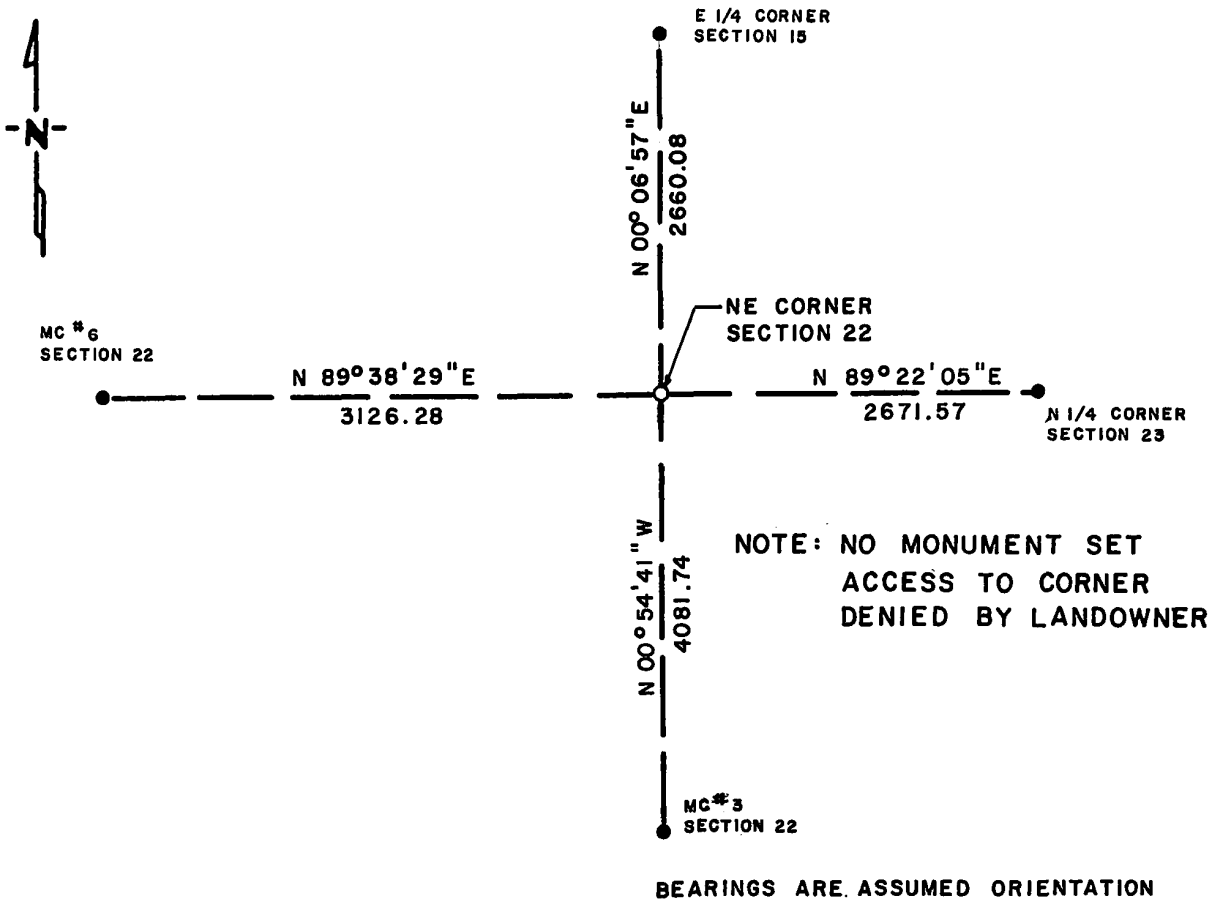 E 1/4 CORNER
SECTION 15
N
N 00° 06' 57" E
2660.08
NE CORNER
SECTION 22
MC #6
SECTION 22
N 89° 38' 29" E
3126.28
N 89° 22' 05" E
2671.57
N 1/4 CORNER
SECTION 23
N 00° 54' 41" W
4081.74
NOTE: NO MONUMENT SET
ACCESS TO CORNER
DENIED BY LANDOWNER
MC #3
SECTION 22
BEARINGS ARE ASSUMED ORIENTATION